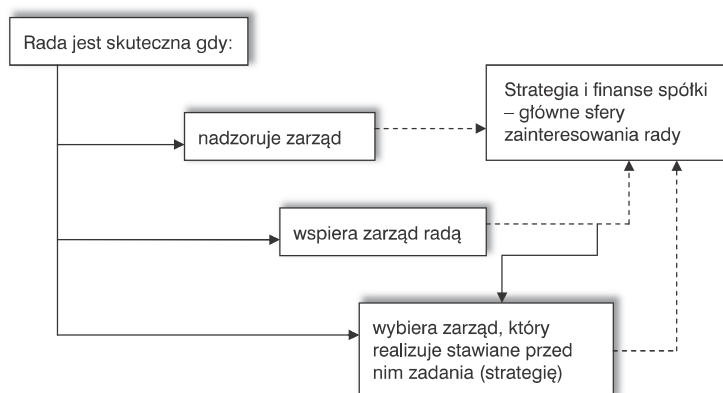 Rada jest skuteczna gdy:
Strategia i finanse spółki
– główne sfery
zainteresowania rady
nadzoruje zarząd
wspiera zarząd radą
wybiera zarząd, który
realizuje stawiane przed
nim zadania (strategię)